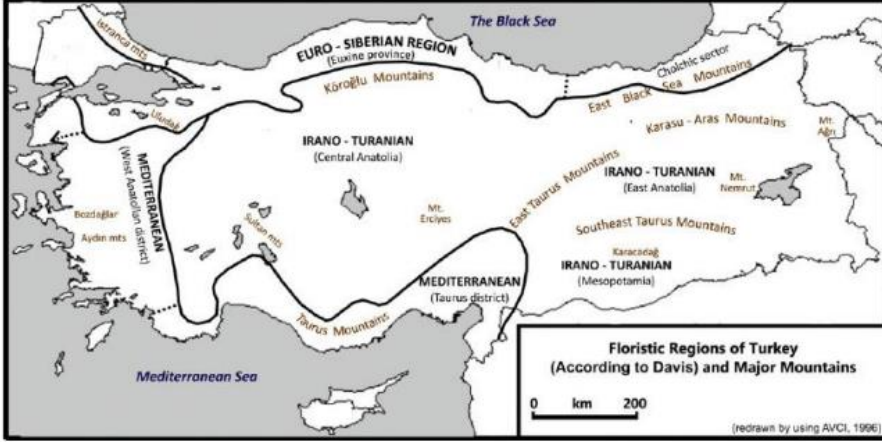 The Black Sea
Istranca mts
EURO - SIBERIAN REGION
(Euxine province)
Cholchic sector
Köroğlu Mountains
East Black Sea Mountains
Uludağ
Karasu - Aras Mountains
Mt.
Ağrı
IRANO - TURANIAN
(Central Anatolia)
MEDITERRANEAN
(West Anatolian district)
East Taurus Mountains
IRANO - TURANIAN
(East Anatolia)
Mt.
Nemrut
Bozdağlar
Aydın mts
Sultan mts
Mt.
Erciyes
Southeast Taurus Mountains
Karacadağ
IRANO - TURANIAN
(Mesopotamia)
MEDITERRANEAN
(Taurus district)
Taurus Mountains
Mediterranean Sea
Floristic Regions of Turkey
(According to Davis) and Major Mountains
0 km 200
(redrawn by using AVCI, 1996)